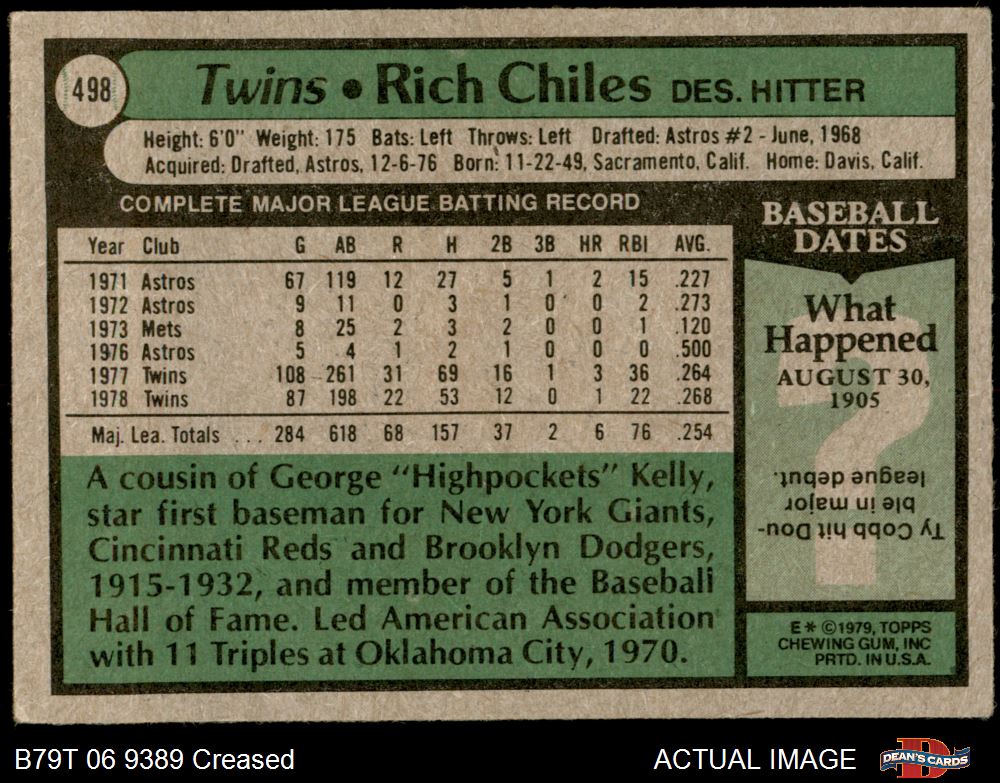 498
Twins • Rich Chiles DES. HITTER
Height: 6'0" Weight: 175 Bats: Left Throws: Left Drafted: Astros #2 - June, 1968
Acquired: Drafted, Astros, 12-6-76 Born: 11-22-49, Sacramento, Calif. Home: Davis, Calif.
COMPLETE MAJOR LEAGUE BATTING RECORD
Year Club G AB R H 2B 3B HR RBI AVG.
1971 Astros 67 119 12 27 5 1 2 15 .227
1972 Astros 9 11 0 3 1 0 0 2 .273
1973 Mets 8 25 2 3 2 0 0 1 .120
1976 Astros 5 4 1 2 1 0 0 0 .500
1977 Twins 108 261 31 69 16 1 3 36 .264
1978 Twins 87 198 22 53 12 0 1 22 .268
Maj. Lea. Totals ... 284 618 68 157 37 2 6 76 .254
A cousin of George "Highpockets" Kelly,
star first baseman for New York Giants,
Cincinnati Reds and Brooklyn Dodgers,
1915-1932, and member of the Baseball
Hall of Fame. Led American Association
with 11 Triples at Oklahoma City, 1970.
BASEBALL
DATES
What
Happened
AUGUST 30,
1905
?
Ty Cobb hit Dou-
ble in major
league debut.
E* ©1979, TOPPS
CHEWING GUM, INC
PRTD. IN U.S.A.
B79T 06 9389 Creased
ACTUAL IMAGE
D
DEAN'S CARDS